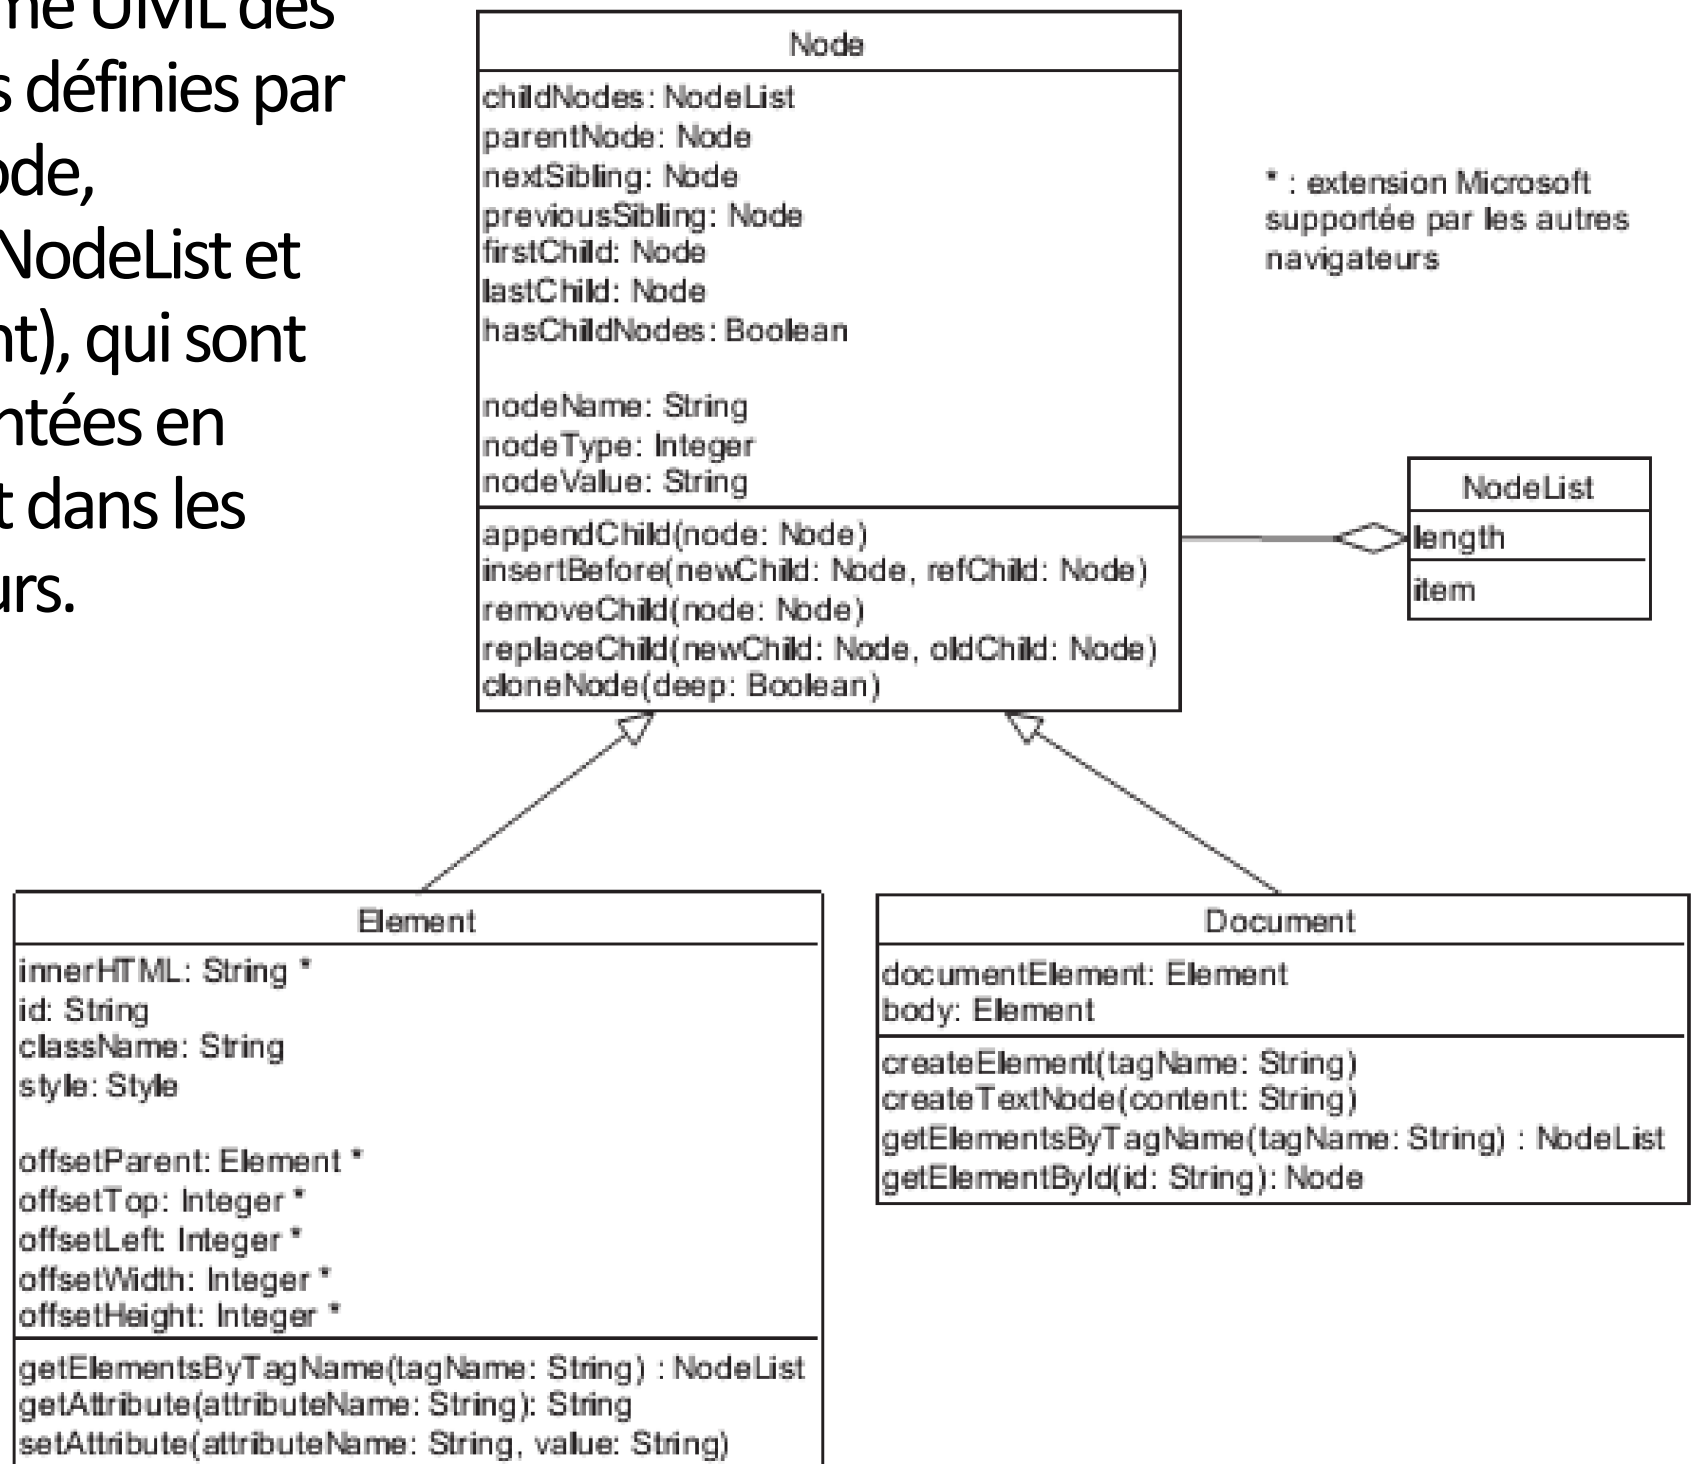 me UML des
s définies par
ode,
NodeList et
nt), qui sont
ntées en
t dans les
urs.
Node
childNodes: NodeList
parentNode: Node
nextSibling: Node
previousSibling: Node
firstChild: Node
lastChild: Node
hasChildNodes: Boolean
nodeName: String
nodeType: Integer
nodeValue: String
appendChild(node: Node)
insertBefore(newChild: Node, refChild: Node)
removeChild(node: Node)
replaceChild(newChild: Node, oldChild: Node)
cloneNode(deep: Boolean)
* : extension Microsoft
supportée par les autres
navigateurs
NodeList
length
item
Element
innerHTML: String *
id: String
className: String
style: Style
offsetParent: Element *
offsetTop: Integer *
offsetLeft: Integer *
offsetWidth: Integer *
offsetHeight: Integer *
getElementsByTagName(tagName: String) : NodeList
getAttribute(attributeName: String): String
setAttribute(attributeName: String, value: String)
Document
documentElement: Element
body: Element
createElement(tagName: String)
createTextNode(content: String)
getElementsByTagName(tagName: String) : NodeList
getElementById(id: String): Node